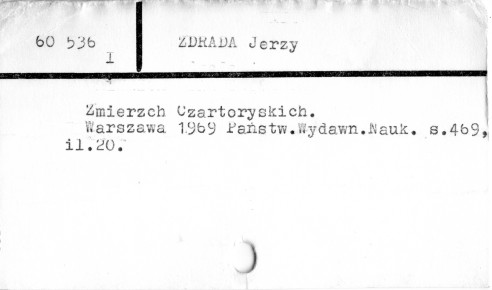 60 536 ZDRADA Jerzy
I
Zmierzch Czartoryskich.
Warszawa 1969 Państw.Wydawn.Nauk. s.469,
il.20.